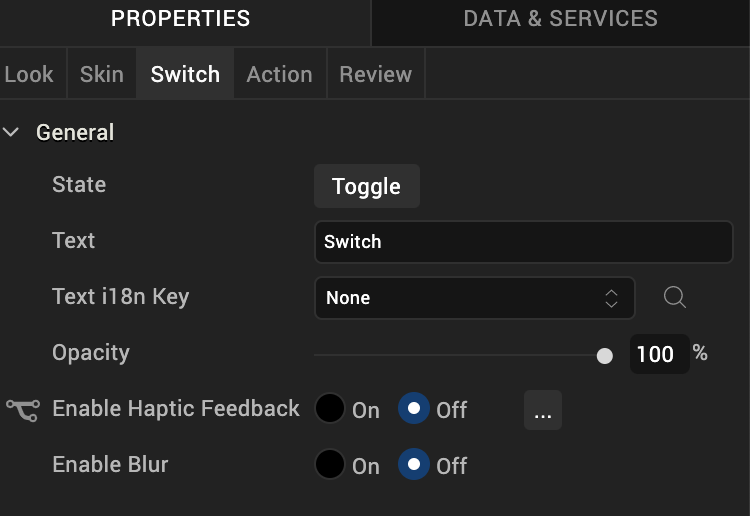 PROPERTIES DATA & SERVICES
Look Skin Switch Action Review
General
State Toggle
Text Switch
Text i18n Key None
Opacity 100 %
Enable Haptic Feedback On Off ...
Enable Blur On Off